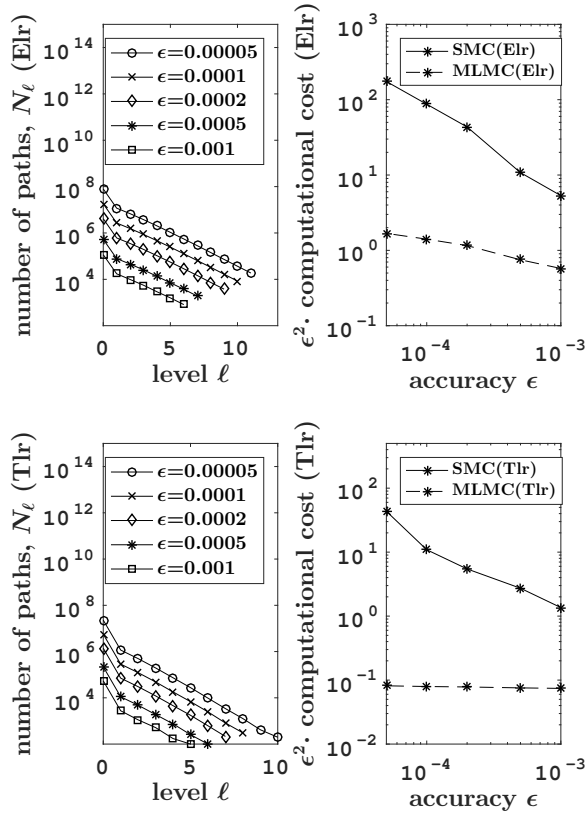 number of paths, Nℓ (Elr)
10^14
10^12
10^10
10^8
10^6
10^4
0
5
10
level ℓ
ϵ=0.00005
ϵ=0.0001
ϵ=0.0002
ϵ=0.0005
ϵ=0.001
ϵ²· computational cost (Elr)
10^3
10^2
10^1
10^0
10^-1
10^-4
10^-3
accuracy ϵ
SMC(Elr)
MLMC(Elr)
number of paths, Nℓ (Tlr)
10^14
10^12
10^10
10^8
10^6
10^4
0
5
10
level ℓ
ϵ=0.00005
ϵ=0.0001
ϵ=0.0002
ϵ=0.0005
ϵ=0.001
ϵ²· computational cost (Tlr)
10^2
10^1
10^0
10^-1
10^-2
10^-4
10^-3
accuracy ϵ
SMC(Tlr)
MLMC(Tlr)